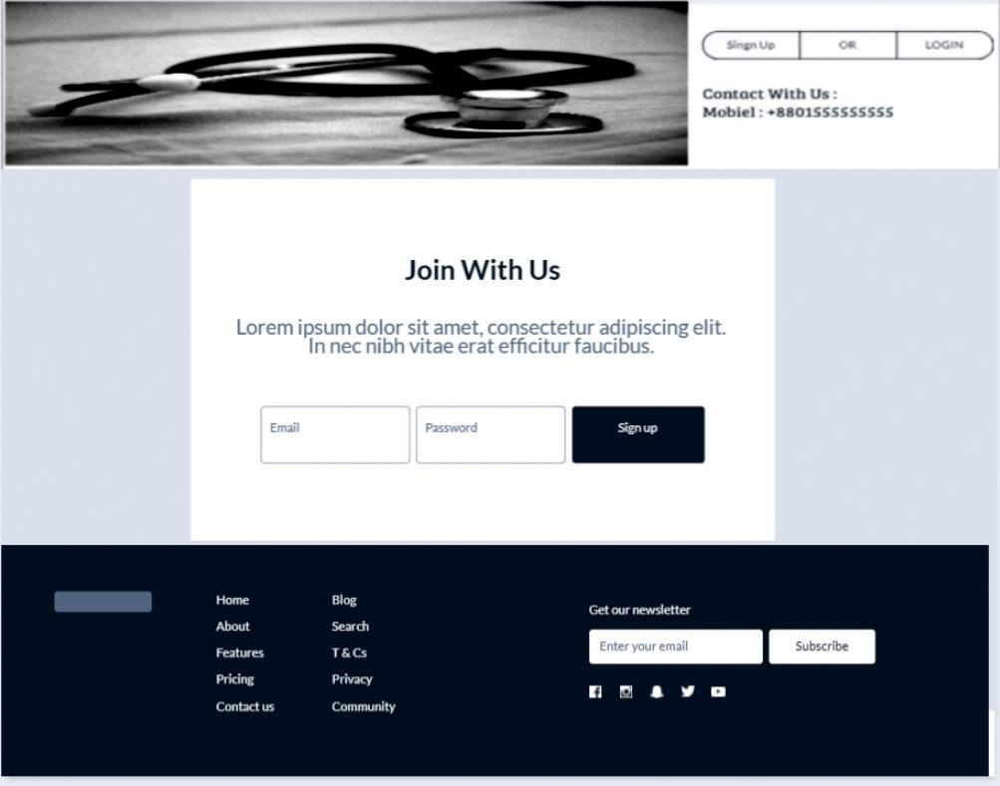 Singn Up OR LOGIN
Contact With Us :
Mobiel : +8801555555555
Join With Us
Lorem ipsum dolor sit amet, consectetur adipiscing elit.
In nec nibh vitae erat efficitur faucibus.
Email Password Sign up
Home
About
Features
Pricing
Contact us
Blog
Search
T & Cs
Privacy
Community
Get our newsletter
Enter your email Subscribe